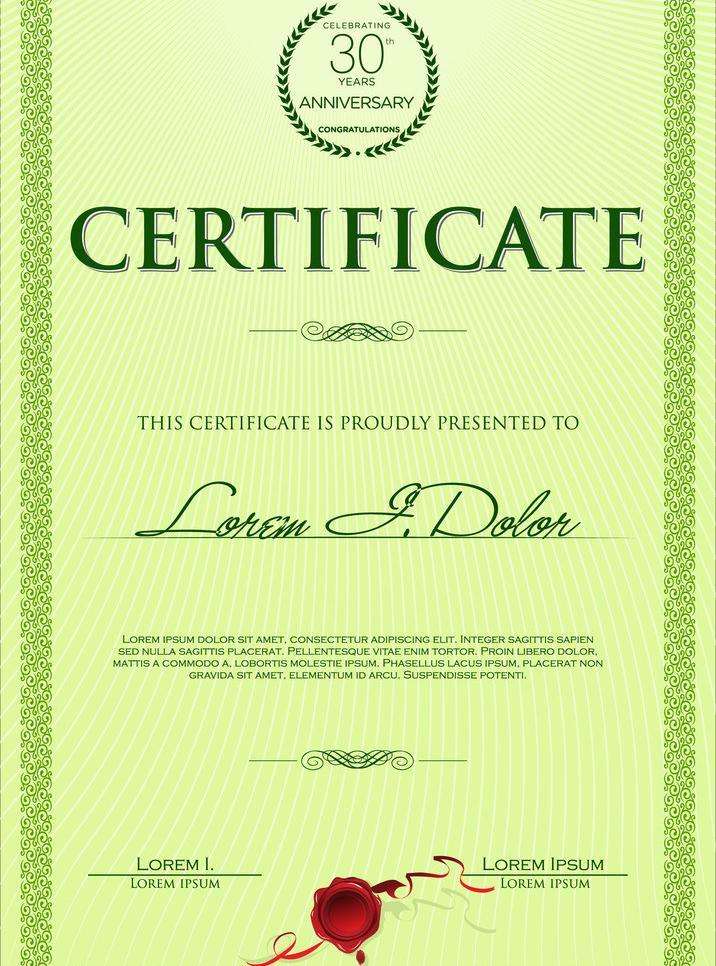 CELEBRATING
30th
YEARS
ANNIVERSARY
CONGRATULATIONS
CERTIFICATE
THIS CERTIFICATE IS PROUDLY PRESENTED TO
Lorem I. Dolor
Lorem ipsum dolor sit amet, consectetur adipiscing elit. Integer sagittis sapien
sed nulla sagittis placerat. Pellentesque vitae enim tortor. Proin libero dolor,
mattis a commodo a, lobortis molestie ipsum. Phasellus lacus ipsum, placerat non
gravida sit amet, elementum id arcu. Suspendisse potenti.
Lorem I.
Lorem ipsum
Lorem Ipsum
Lorem ipsum